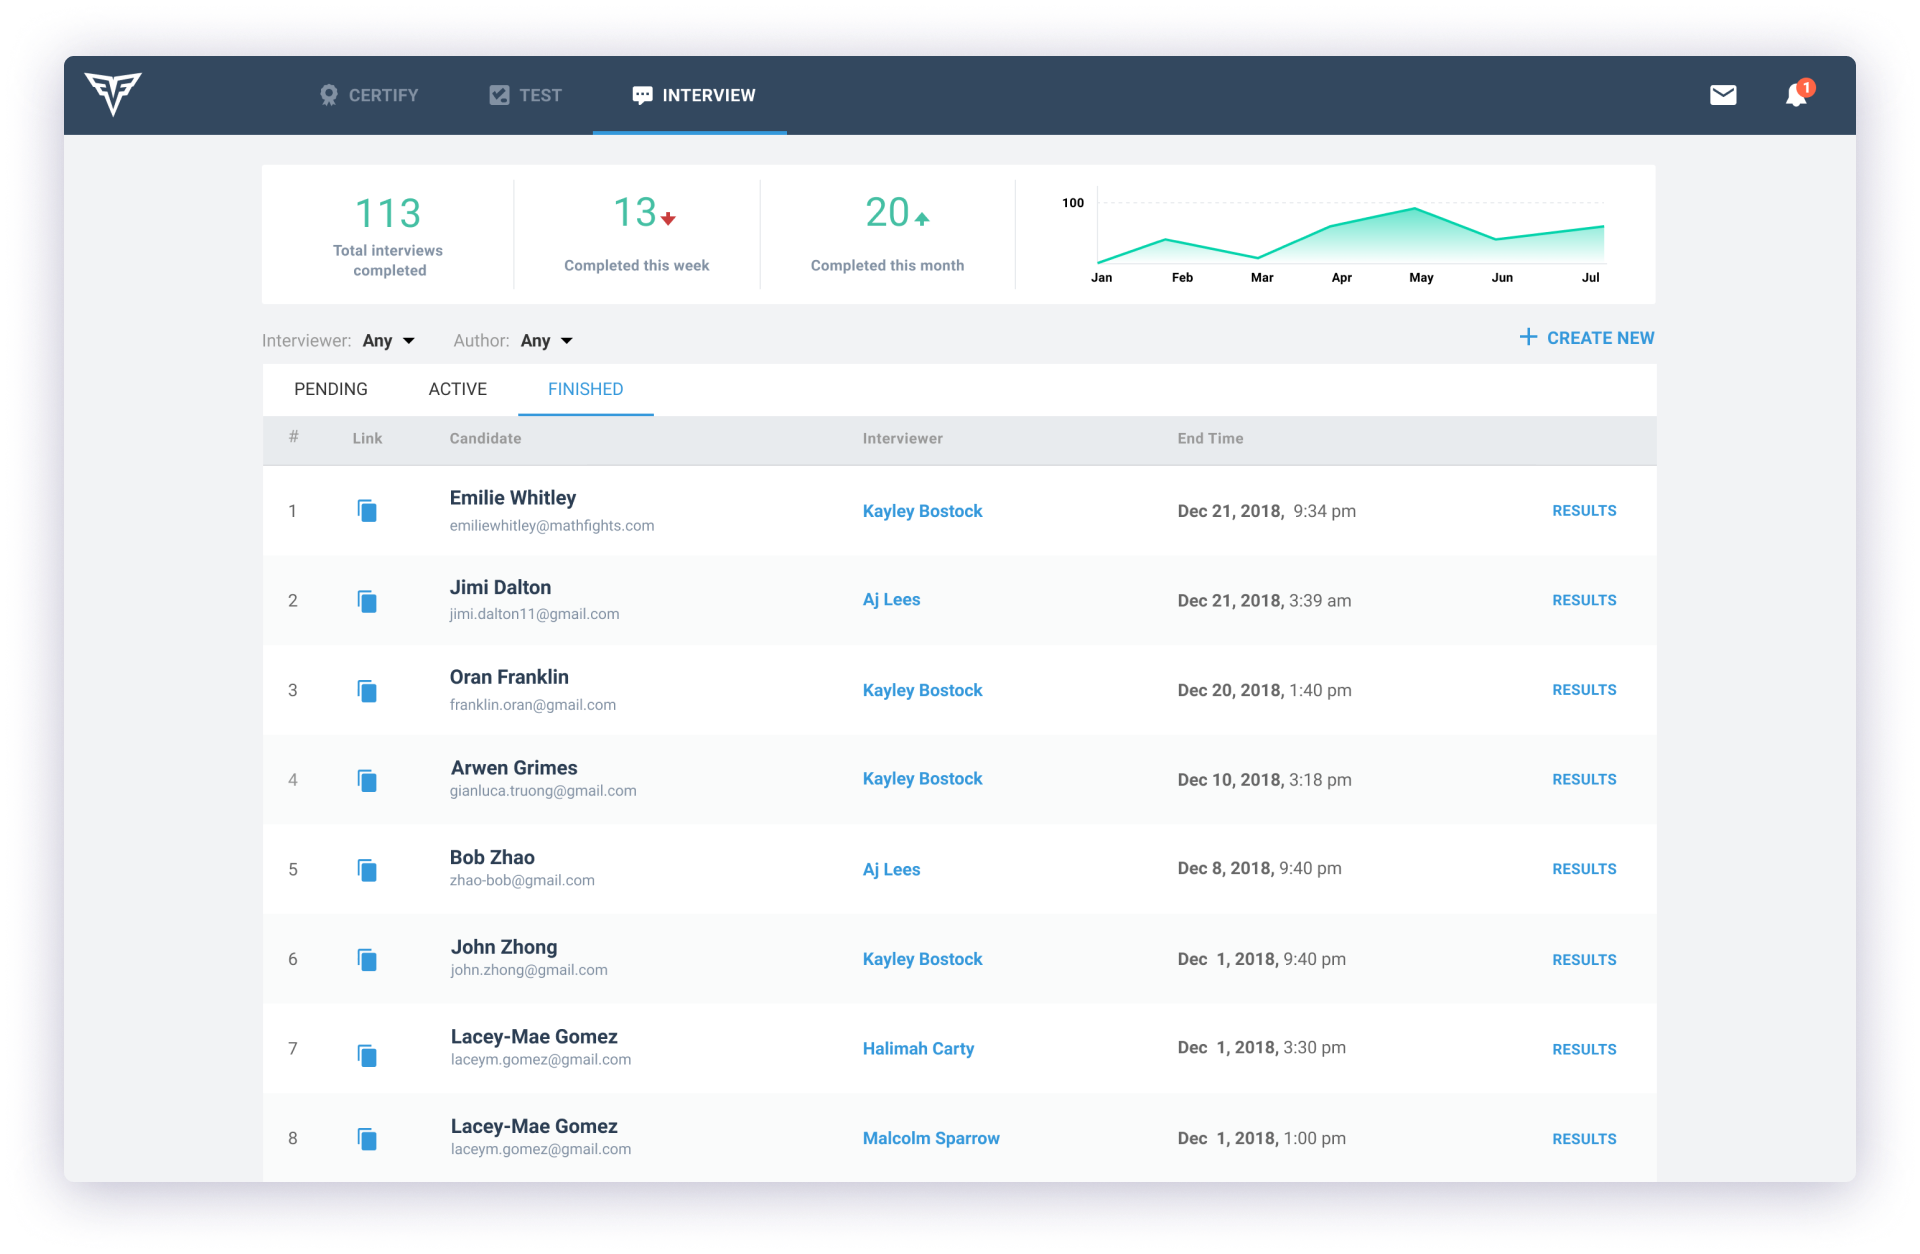 CERTIFY TEST INTERVIEW 1
113 13 20
Total interviews
completed
Completed this week Completed this month
100
Jan Feb Mar Apr May Jun Jul
Interviewer: Any Author: Any + CREATE NEW
PENDING ACTIVE FINISHED
# Link Candidate Interviewer End Time
1 Emilie Whitley Kayley Bostock Dec 21, 2018, 9:34 pm RESULTS
emiliewhitley@mathfights.com
2 Jimi Dalton Aj Lees Dec 21, 2018, 3:39 am RESULTS
jimi.dalton11@gmail.com
3 Oran Franklin Kayley Bostock Dec 20, 2018, 1:40 pm RESULTS
franklin.oran@gmail.com
4 Arwen Grimes Kayley Bostock Dec 10, 2018, 3:18 pm RESULTS
gianluca.truong@gmail.com
5 Bob Zhao Aj Lees Dec 8, 2018, 9:40 pm RESULTS
zhao-bob@gmail.com
6 John Zhong Kayley Bostock Dec 1, 2018, 9:40 pm RESULTS
john.zhong@gmail.com
7 Lacey-Mae Gomez Halimah Carty Dec 1, 2018, 3:30 pm RESULTS
laceym.gomez@gmail.com
8 Lacey-Mae Gomez Malcolm Sparrow Dec 1, 2018, 1:00 pm RESULTS
laceym.gomez@gmail.com